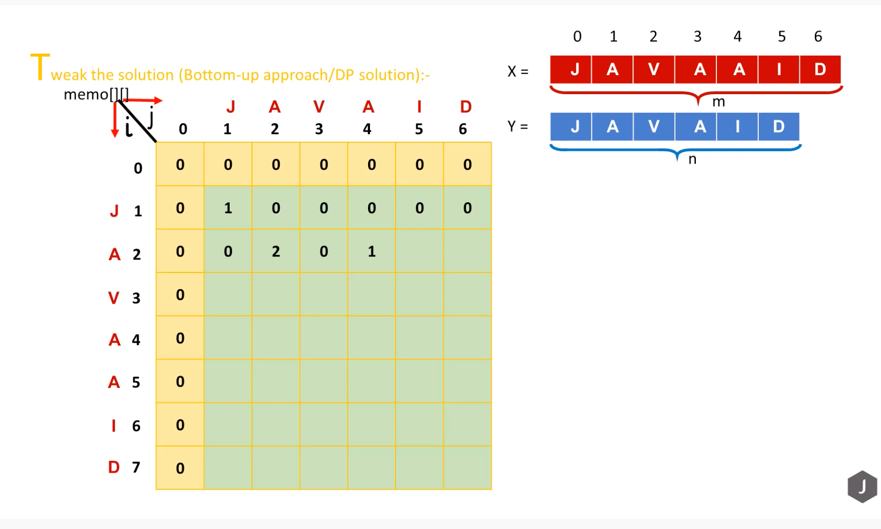 0 1 2 3 4 5 6
X = J A V A A I D
m
Tweak the solution (Bottom-up approach/DP solution):-
memo[][]
j
i
Y = J A V A I D
n
J A V A I D
0 1 2 3 4 5 6
0 0 0 0 0 0 0 0
J 1 0 1 0 0 0 0 0
A 2 0 0 2 0 1
V 3 0
A 4 0
A 5 0
I 6 0
D 7 0
J